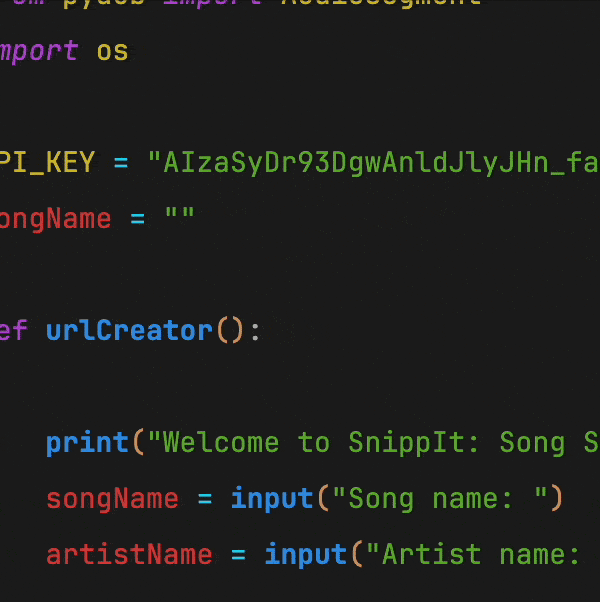 om pydub import AudioSegment
mport os
PI_KEY = "AIzaSyDr93DgwAnldJlyJHn_fa
ongName = ""
ef urlCreator():
print("Welcome to SnippIt: Song S
songName = input("Song name: ")
artistName = input("Artist name: